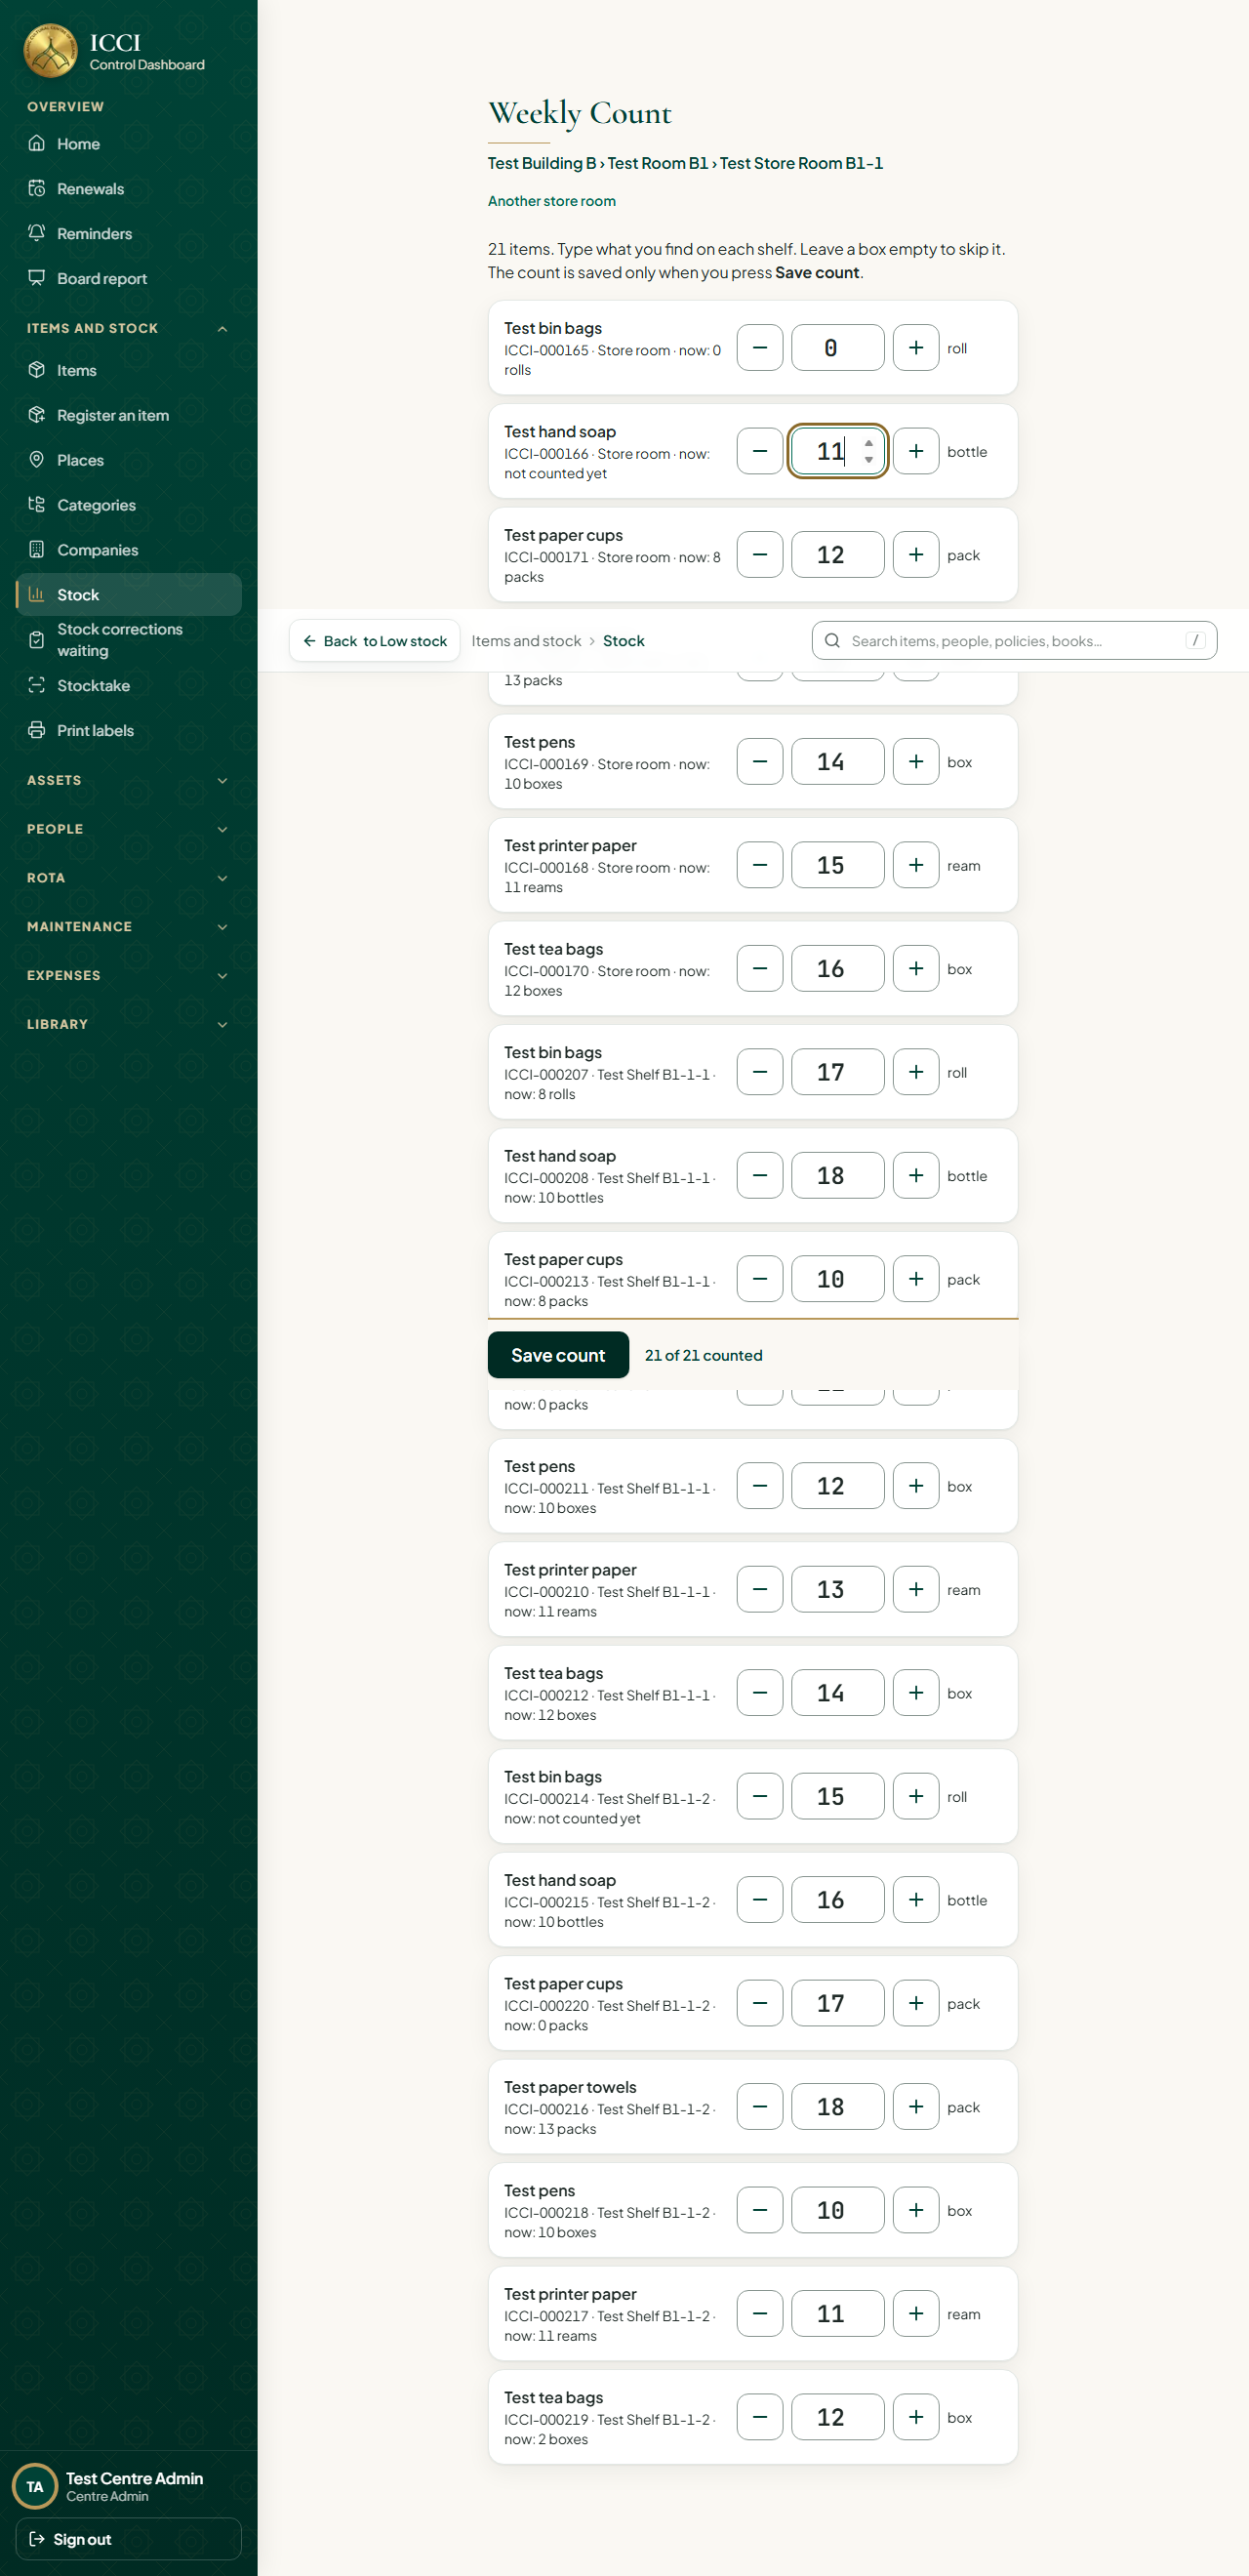 ICCI
Control Dashboard
OVERVIEW
Home
Renewals
Reminders
Board report
ITEMS AND STOCK
Items
Register an item
Places
Categories
Companies
Stock
Stock corrections
waiting
Stocktake
Print labels
ASSETS
PEOPLE
ROTA
MAINTENANCE
EXPENSES
LIBRARY
TA
Test Centre Admin
Centre Admin
Sign out
Weekly Count
Test Building B › Test Room B1 › Test Store Room B1-1
Another store room
21 items. Type what you find on each shelf. Leave a box empty to skip it.
The count is saved only when you press Save count.
Test bin bags
ICCI-000165 · Store room · now: 0
rolls
0
roll
Test hand soap
ICCI-000166 · Store room · now:
not counted yet
11
bottle
Test paper cups
ICCI-000171 · Store room · now: 8
packs
12
pack
Back to Low stock
Items and stock › Stock
Search items, people, policies, books...
/
13 packs
Test pens
ICCI-000169 · Store room · now:
10 boxes
14
box
Test printer paper
ICCI-000168 · Store room · now:
11 reams
15
ream
Test tea bags
ICCI-000170 · Store room · now:
12 boxes
16
box
Test bin bags
ICCI-000207 · Test Shelf B1-1-1 ·
now: 8 rolls
17
roll
Test hand soap
ICCI-000208 · Test Shelf B1-1-1 ·
now: 10 bottles
18
bottle
Test paper cups
ICCI-000213 · Test Shelf B1-1-1 ·
now: 8 packs
10
pack
Save count
21 of 21 counted
now: 0 packs
Test pens
ICCI-000211 · Test Shelf B1-1-1 ·
now: 10 boxes
12
box
Test printer paper
ICCI-000210 · Test Shelf B1-1-1 ·
now: 11 reams
13
ream
Test tea bags
ICCI-000212 · Test Shelf B1-1-1 ·
now: 12 boxes
14
box
Test bin bags
ICCI-000214 · Test Shelf B1-1-2 ·
now: not counted yet
15
roll
Test hand soap
ICCI-000215 · Test Shelf B1-1-2 ·
now: 10 bottles
16
bottle
Test paper cups
ICCI-000220 · Test Shelf B1-1-2 ·
now: 0 packs
17
pack
Test paper towels
ICCI-000216 · Test Shelf B1-1-2 ·
now: 13 packs
18
pack
Test pens
ICCI-000218 · Test Shelf B1-1-2 ·
now: 10 boxes
10
box
Test printer paper
ICCI-000217 · Test Shelf B1-1-2 ·
now: 11 reams
11
ream
Test tea bags
ICCI-000219 · Test Shelf B1-1-2 ·
now: 2 boxes
12
box